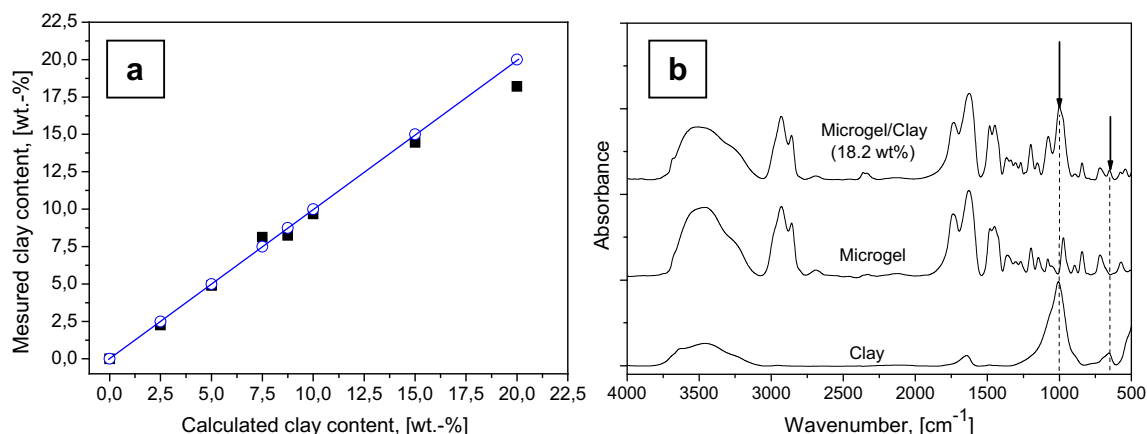 a
22,5
20,0
17,5
15,0
12,5
10,0
7,5
5,0
2,5
0,0
Mesured clay content, [wt.-%]
0,0 2,5 5,0 7,5 10,0 12,5 15,0 17,5 20,0 22,5
Calculated clay content, [wt.-%]
b
Absorbance
Microgel/Clay
(18.2 wt%)
Microgel
Clay
4000 3500 3000 2500 2000 1500 1000 500
Wavenumber, [cm-1]